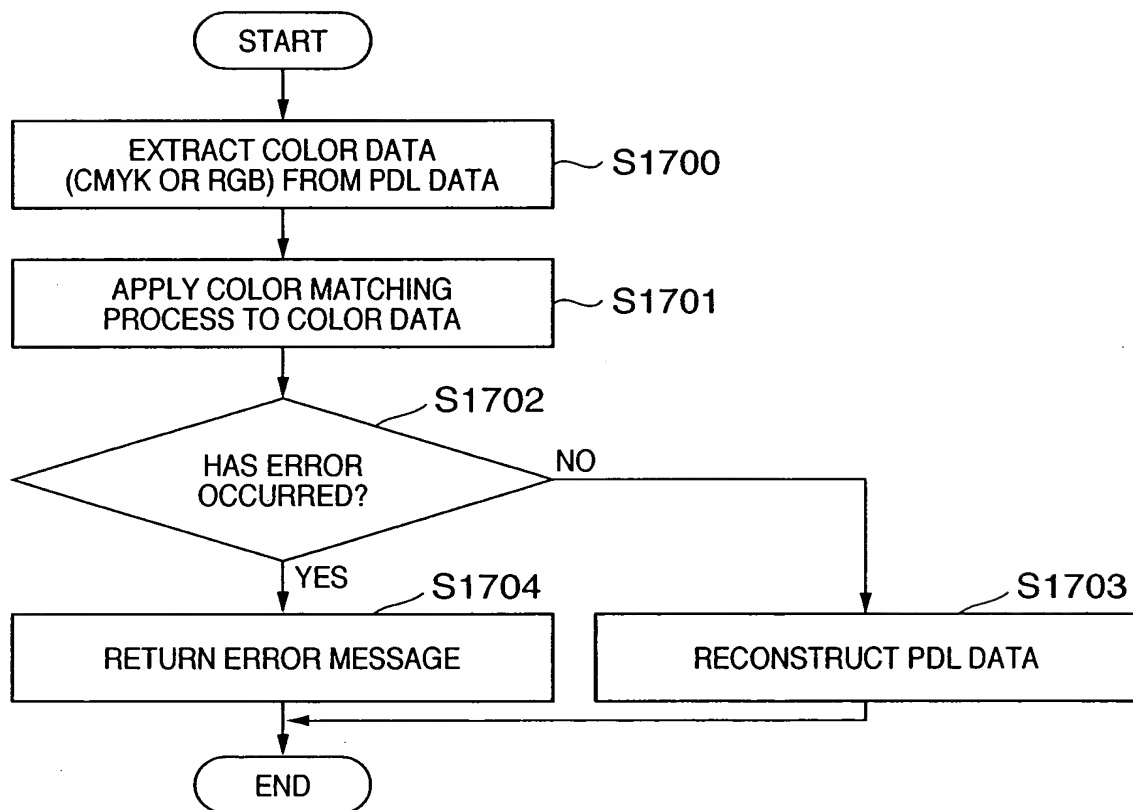 START
EXTRACT COLOR DATA
(CMYK OR RGB) FROM PDL DATA
S1700
APPLY COLOR MATCHING
PROCESS TO COLOR DATA
S1701
S1702
HAS ERROR
OCCURRED?
NO
YES
S1704
S1703
RETURN ERROR MESSAGE
RECONSTRUCT PDL DATA
END